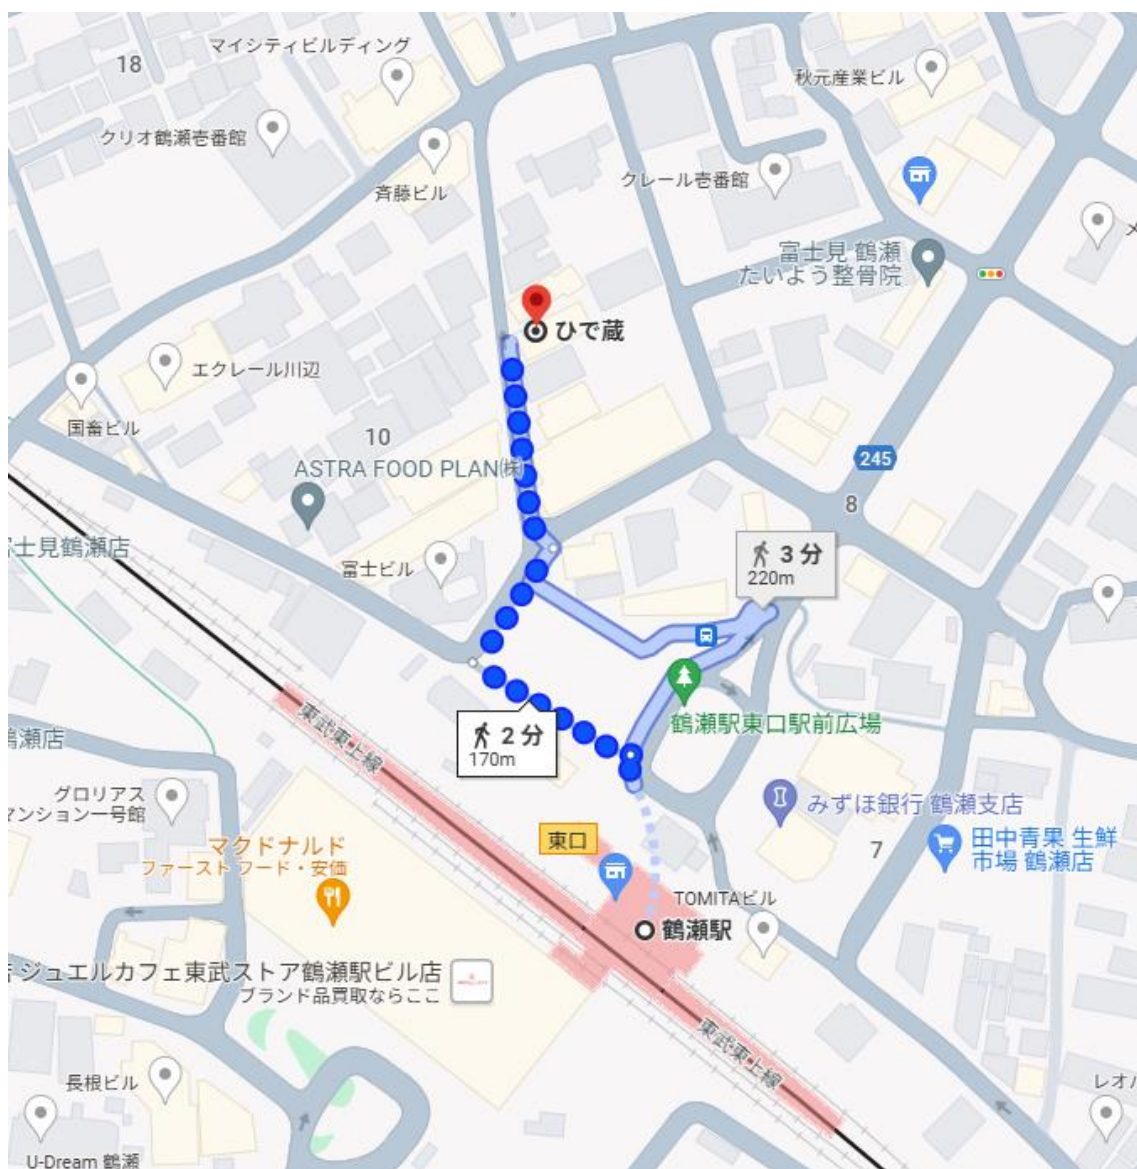 マイシティビルディング
18
秋元産業ビル
クリオ鶴瀬壱番館
斉藤ビル
クレール壱番館
富士見 鶴瀬
たいよう整骨院
ひで蔵
エクレール川辺
国畜ビル
10
ASTRA FOOD PLAN㈱
245
8
士見鶴瀬店
富士ビル
3 分
220m
鶴瀬駅東口駅前広場
2 分
170m
東武東上線
鶴瀬店
グロリアス
マンション一号館
みずほ銀行 鶴瀬支店
マクドナルド
ファースト フード・安価
東口
7
田中青果 生鮮
市場 鶴瀬店
TOMITAビル
鶴瀬駅
ジュエルカフェ東武ストア鶴瀬駅ビル店
ブランド品買取ならここ
東武東上線
長根ビル
レオ
U-Dream 鶴瀬